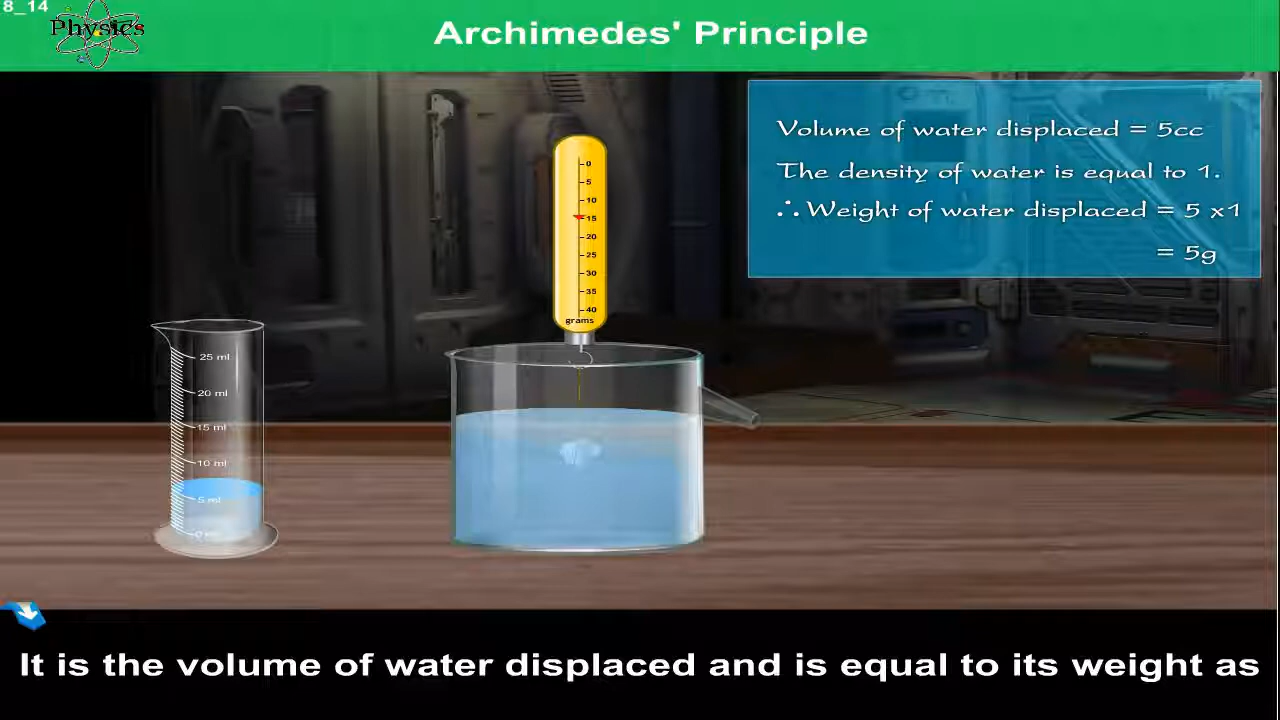 8_14
Physics
Archimedes' Principle
Volume of water displaced = 5cc
The density of water is equal to 1.
∴ Weight of water displaced = 5 x1
= 5g
0
5
10
15
20
25
30
35
40
grams
25 ml
20 ml
15 ml
10 ml
5 ml
0 ml
It is the volume of water displaced and is equal to its weight as